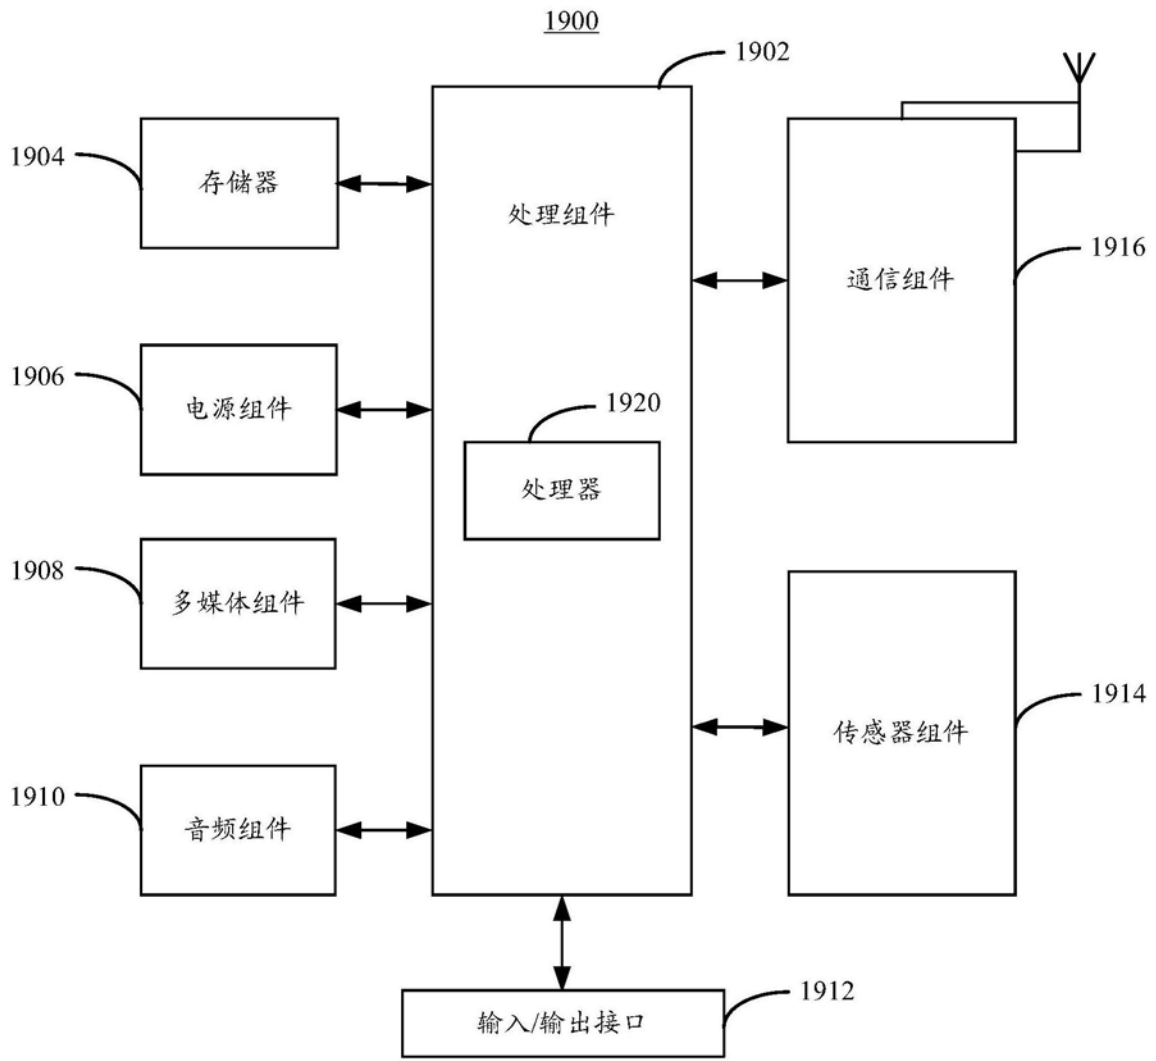 1900
1902
1904
存储器
处理组件
1916
通信组件
1906
电源组件
1920
处理器
1908
多媒体组件
1914
传感器组件
1910
音频组件
1912
输入/输出接口